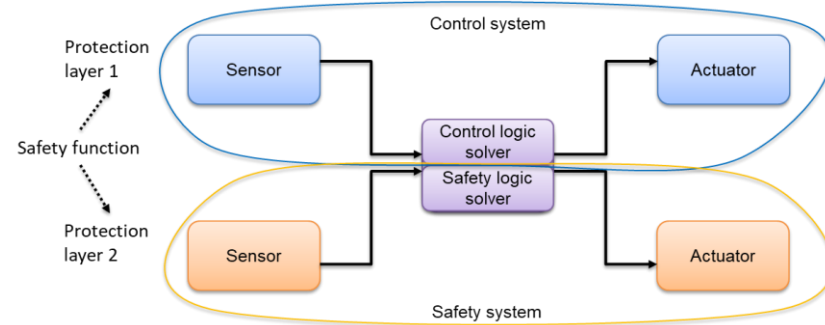 Control system
Protection
layer 1
Sensor
Actuator
Control logic
solver
Safety function
Safety logic
solver
Protection
layer 2
Sensor
Actuator
Safety system